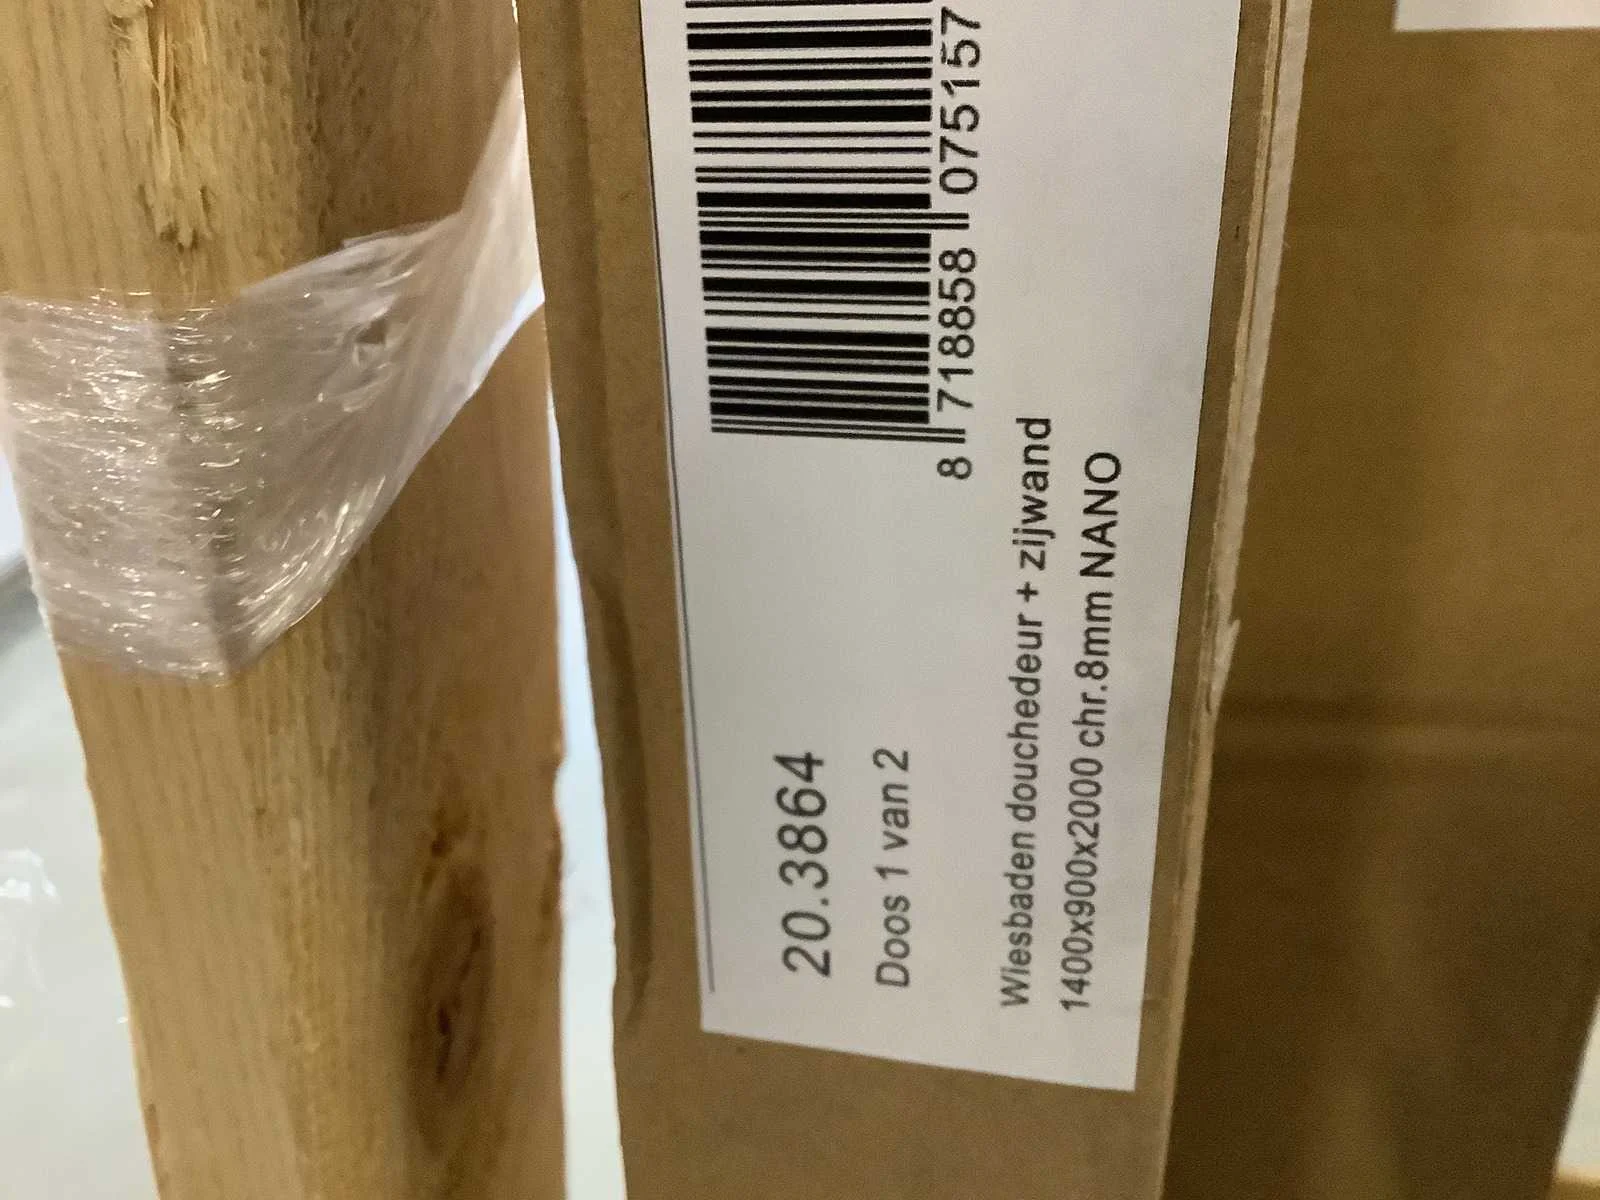 8 718858 075157
20.3864
Doos 1 van 2
Wiesbaden douchedeur + zijwand
1400x900x2000 chr.8mm NANO